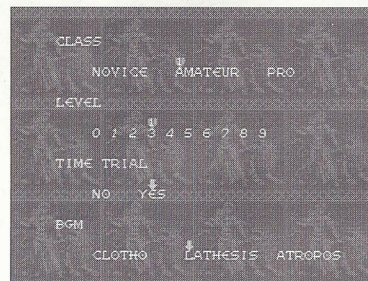 CLASS
NOVICE AMATEUR PRO
LEVEL
0 1 2 3 4 5 6 7 8 9
TIME TRIAL
NO YES
BGM
CLOTHO LATHESIS ATROPOS